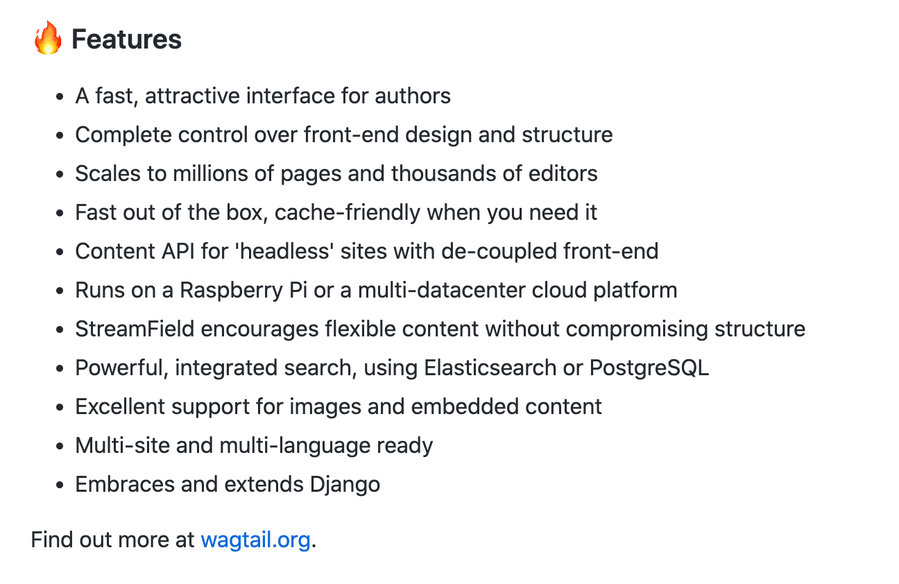 🔥 Features
• A fast, attractive interface for authors
• Complete control over front-end design and structure
• Scales to millions of pages and thousands of editors
• Fast out of the box, cache-friendly when you need it
• Content API for 'headless' sites with de-coupled front-end
• Runs on a Raspberry Pi or a multi-datacenter cloud platform
• StreamField encourages flexible content without compromising structure
• Powerful, integrated search, using Elasticsearch or PostgreSQL
• Excellent support for images and embedded content
• Multi-site and multi-language ready
• Embraces and extends Django
Find out more at wagtail.org.